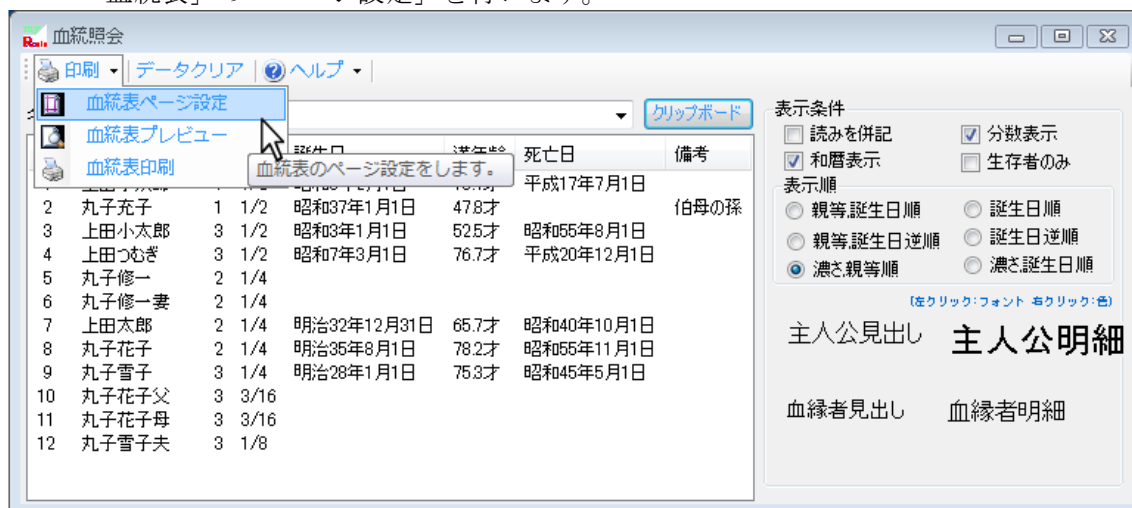 血統照会
印刷 データクリア ヘルプ
血統表ページ設定
血統表プレビュー
血統表印刷
血統表のページ設定をします。
クリップボード
死亡日 備考
平成17年7月1日
2 丸子充子 1 1/2 昭和37年1月1日 47.8才 伯母の孫
3 上田小太郎 3 1/2 昭和3年1月1日 52.5才 昭和55年8月1日
4 上田つむぎ 3 1/2 昭和7年3月1日 76.7才 平成20年12月1日
5 丸子修一 2 1/4
6 丸子修一妻 2 1/4
7 上田太郎 2 1/4 明治32年12月31日 65.7才 昭和40年10月1日
8 丸子花子 2 1/4 明治35年8月1日 78.2才 昭和55年11月1日
9 丸子雪子 3 1/4 明治28年1月1日 75.3才 昭和45年5月1日
10 丸子花子父 3 3/16
11 丸子花子母 3 3/16
12 丸子雪子夫 3 1/8
表示条件
読みを併記 分数表示
和暦表示 生存者のみ
表示順
親等,誕生日順 誕生日順
親等,誕生日逆順 誕生日逆順
濃さ,親等順 濃さ,誕生日順
(左クリック:フォント 右クリック:色)
主人公見出し 主人公明細
血縁者見出し 血縁者明細